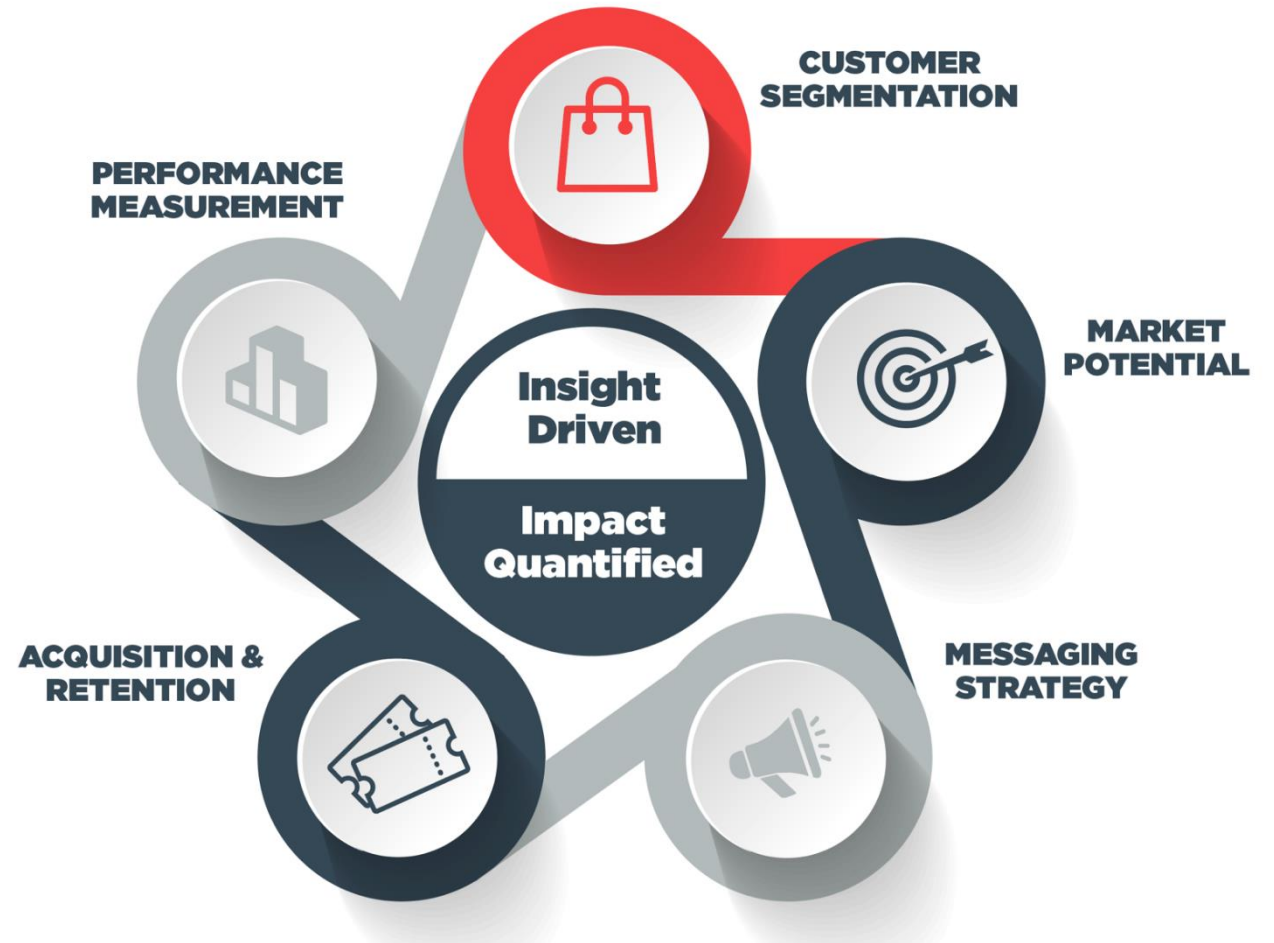 CUSTOMER
SEGMENTATION
PERFORMANCE
MEASUREMENT
MARKET
POTENTIAL
Insight
Driven
Impact
Quantified
ACQUISITION &
RETENTION
MESSAGING
STRATEGY